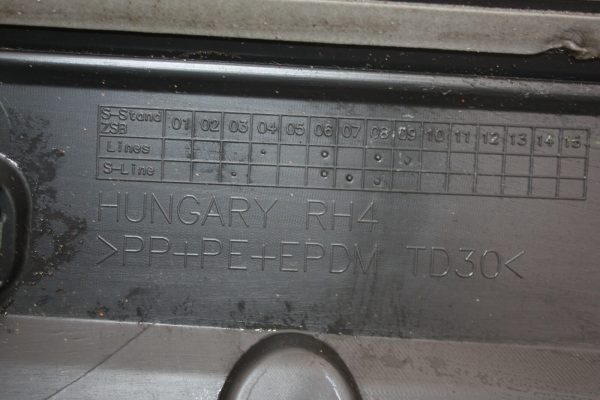 S-Stand
ZSB 01 02 03 04 05 06 07 08 09 10 11 12 13 14 15
Lines
S-Line
HUNGARY RH4
>PP+PE+EPDM TD30<